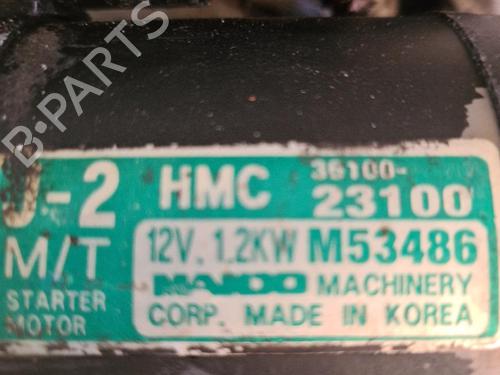 B-PARTS
J-2 HMC 36100-
23100
M/T 12V. 1.2KW M53486
STARTER MANDO MACHINERY
MOTOR CORP. MADE IN KOREA